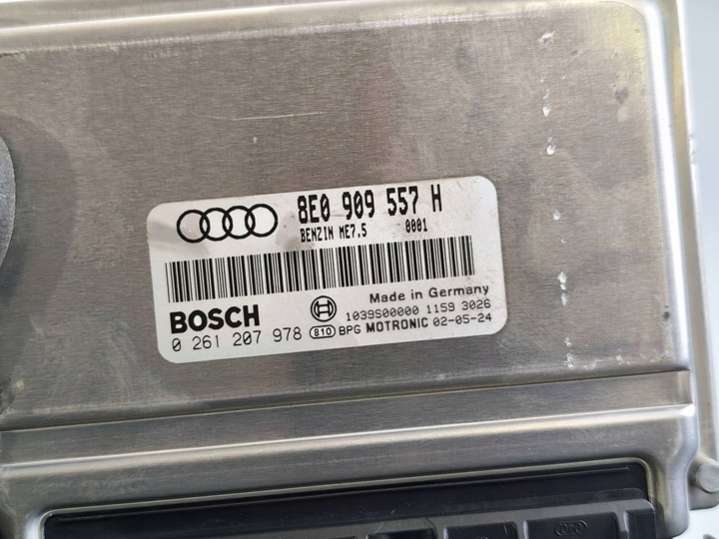 8E0 909 557 H
BENZIN ME7.5 0001
Made in Germany
BOSCH
1039S00000 1159 3026
0 261 207 978 810 BPG MOTRONIC 02-05-24